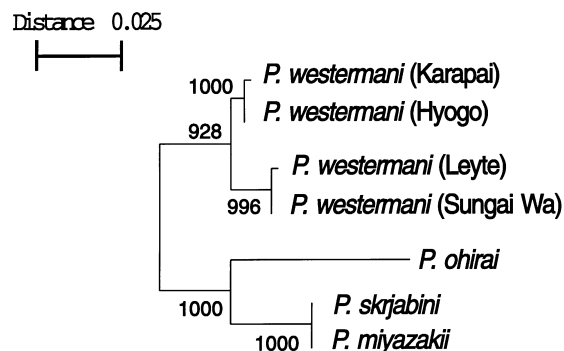 Distance 0.025
1000
P. westermani (Karapai)
P. westermani (Hyogo)
928
P. westermani (Leyte)
996
P. westermani (Sungai Wa)
P. ohirai
1000
P. skrjabini
1000
P. miyazakii